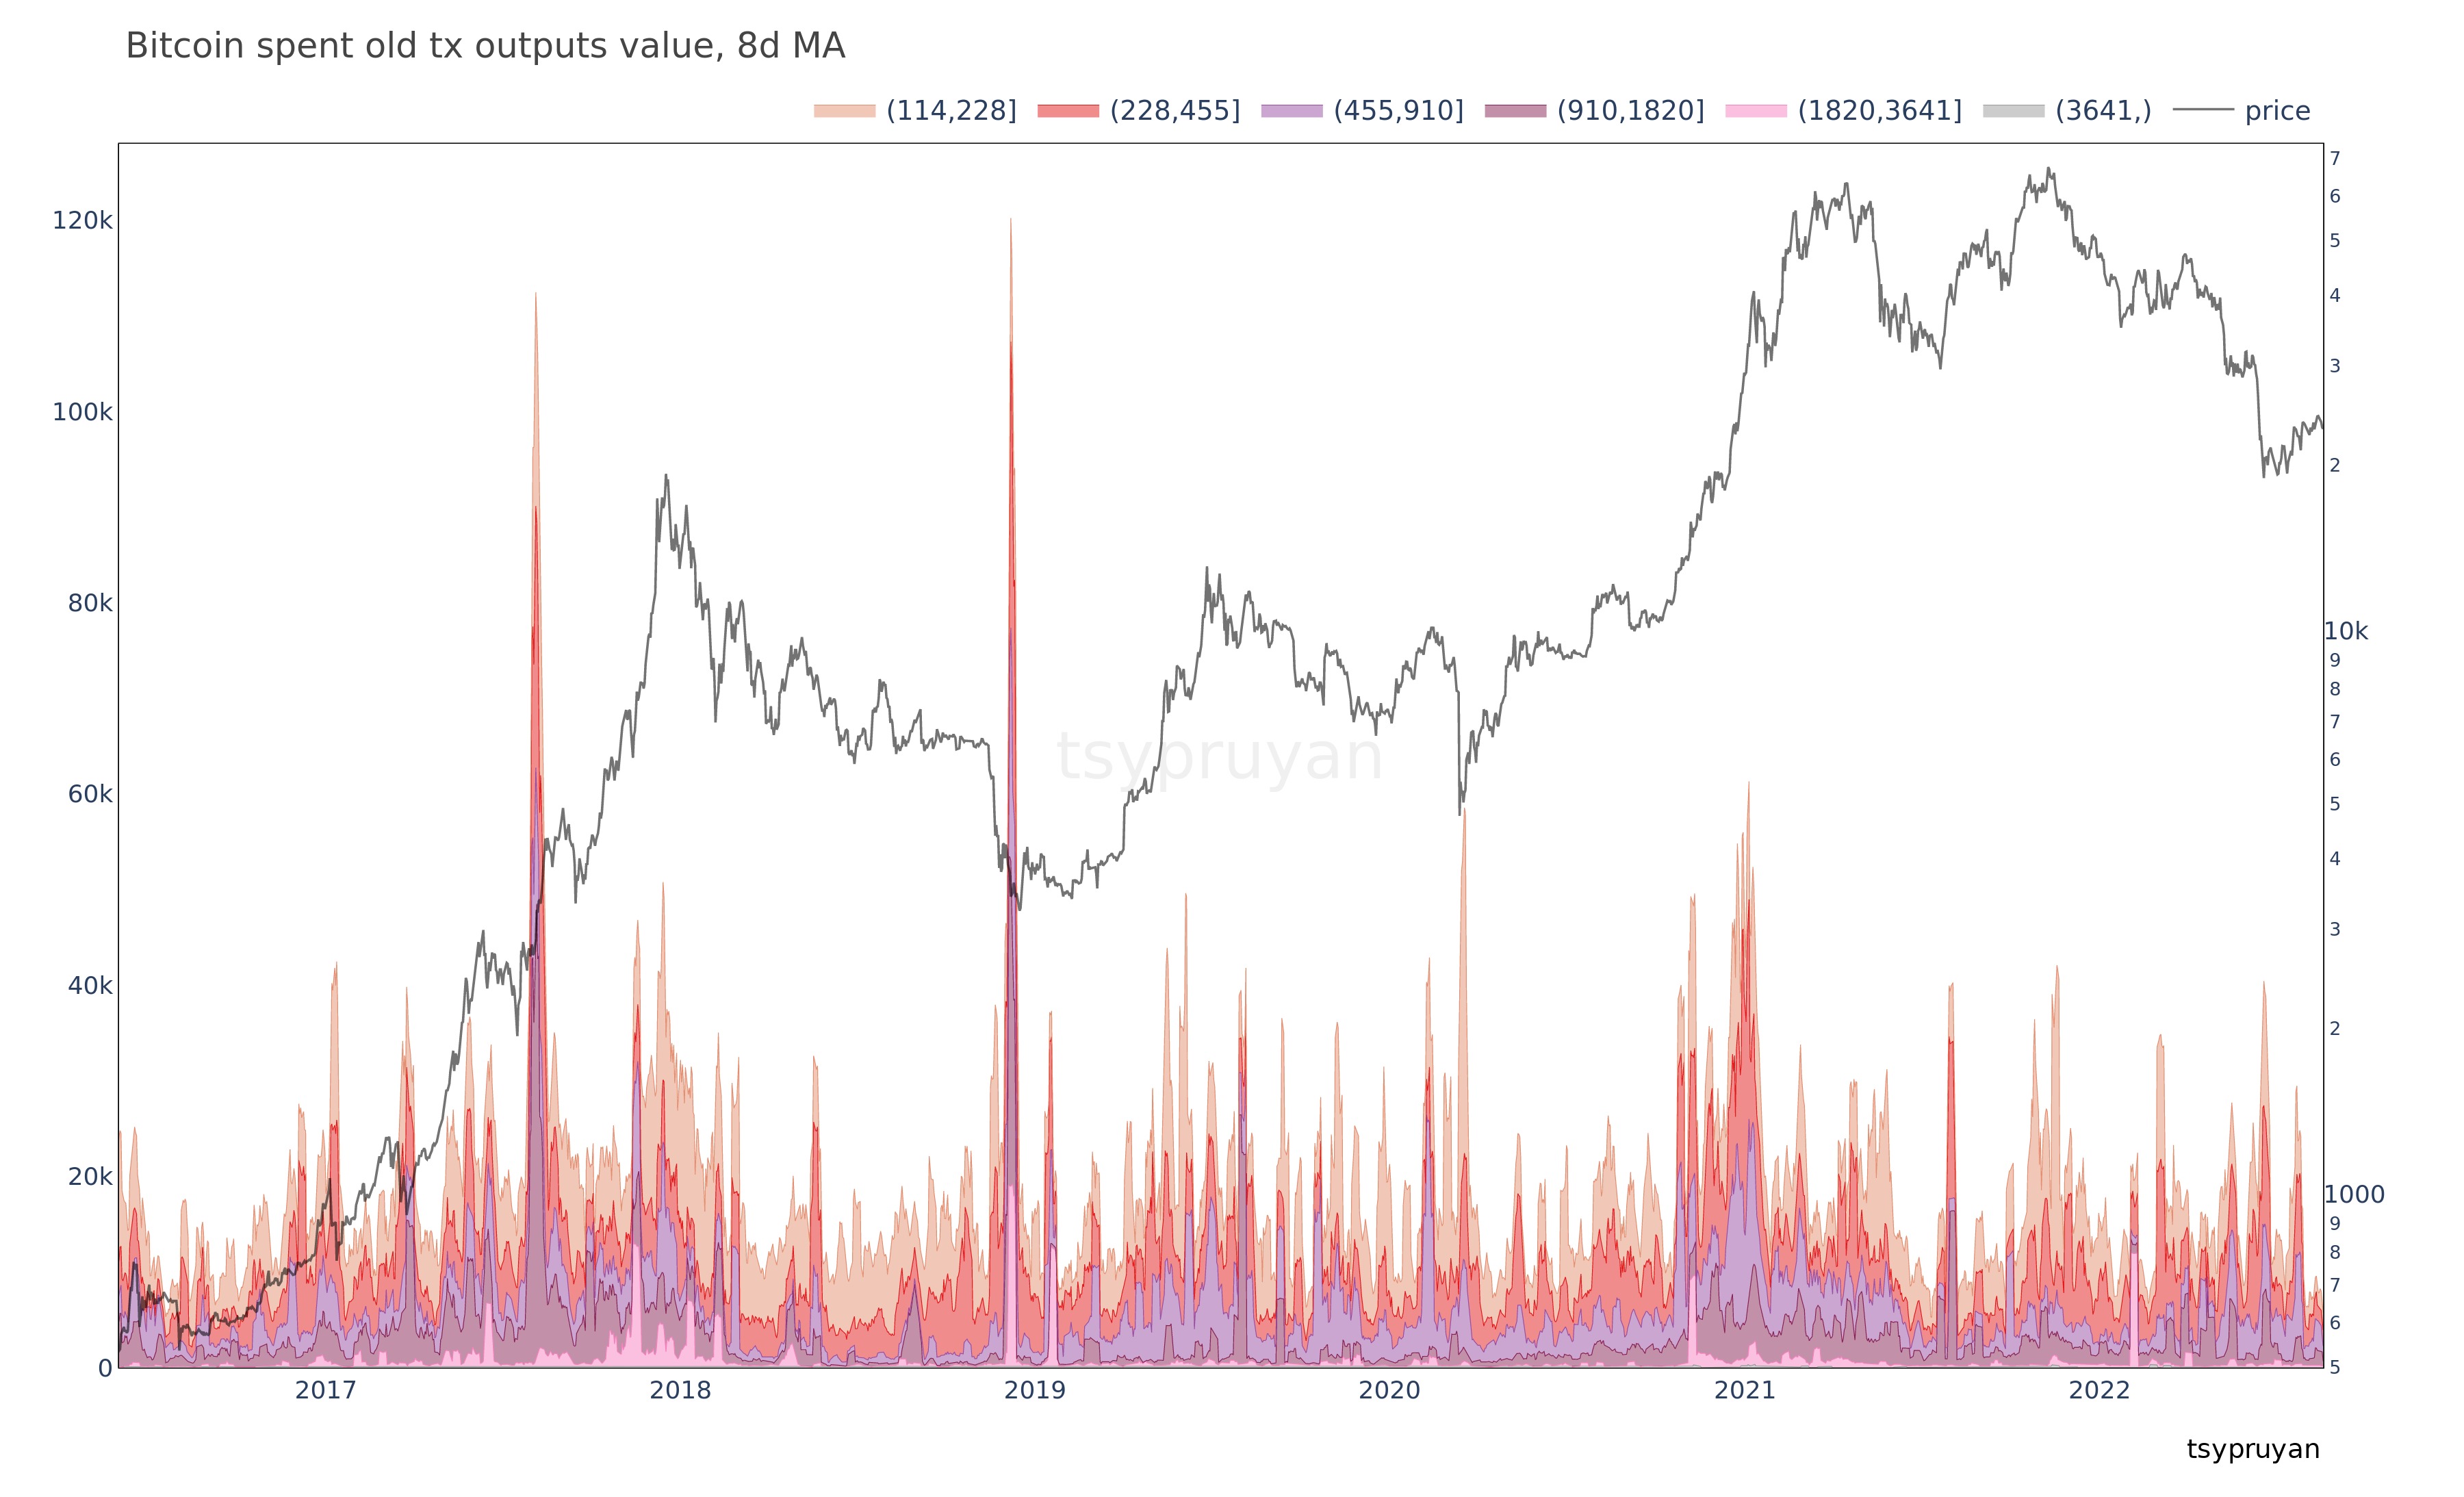 Bitcoin spent old tx outputs value, 8d MA
(114,228] (228,455] (455,910] (910,1820] (1820,3641] (3641,) price
7
120k
6
5
4
100k
3
2
80k
10k
9
8
7
tsypruyan
6
60k
5
4
3
40k
2
20k
1000
9
8
7
6
0
5
2017 2018 2019 2020 2021 2022
tsypruyan